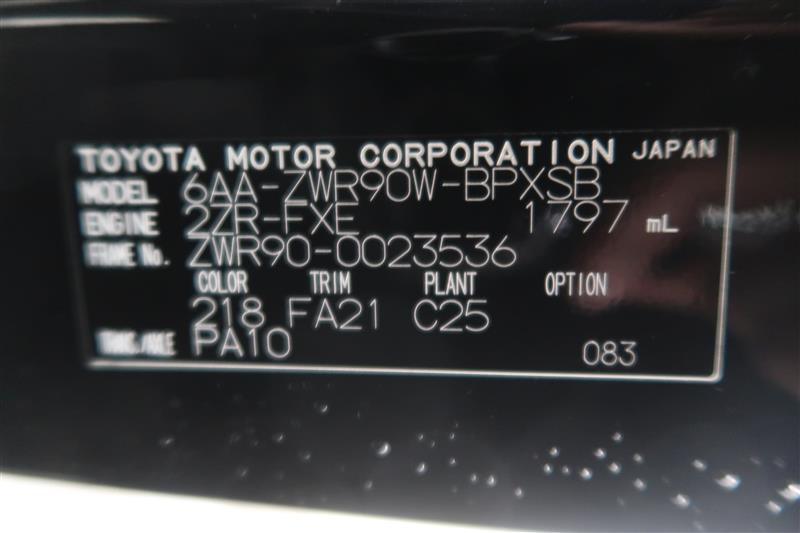 TOYOTA MOTOR CORPORATION JAPAN
MODEL 6AA-ZWR90W-BPXSB
ENGINE 2ZR-FXE 1797 mL
FRAME No. ZWR90-0023536
COLOR TRIM PLANT OPTION
218 FA21 C25
TRANS./AXLE PA10 083